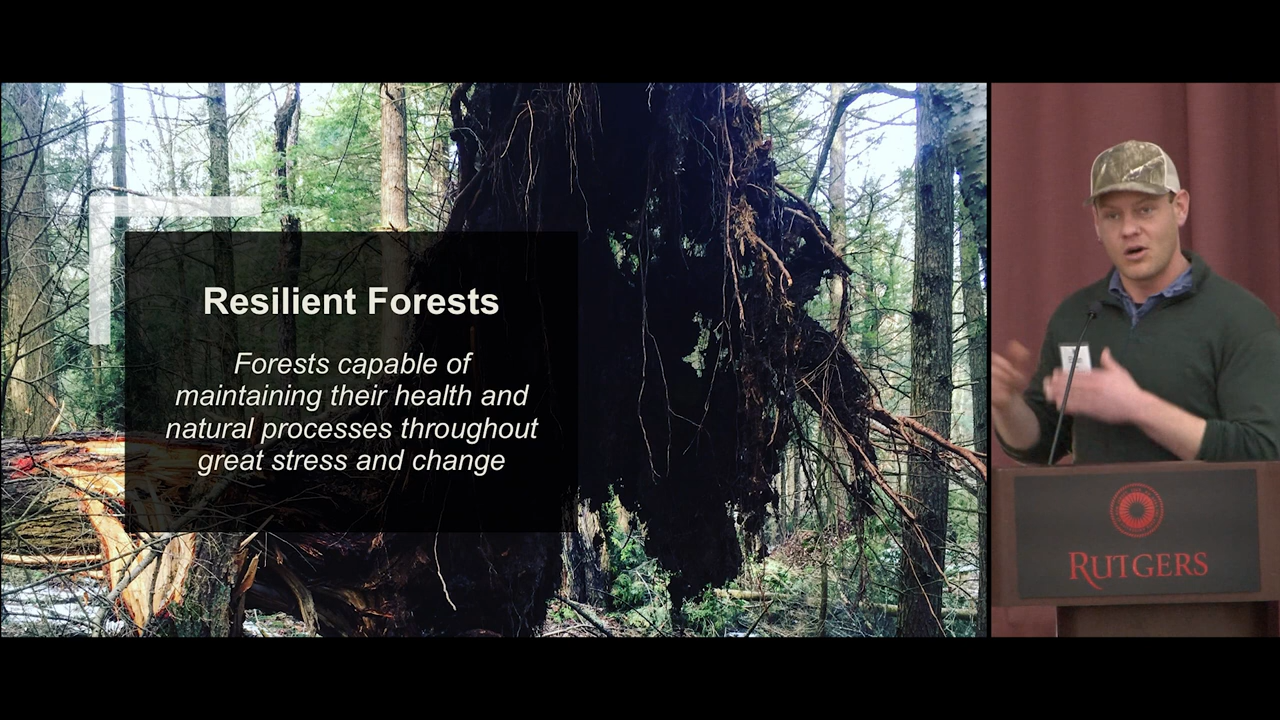 Resilient Forests
Forests capable of
maintaining their health and
natural processes throughout
great stress and change
RUTGERS